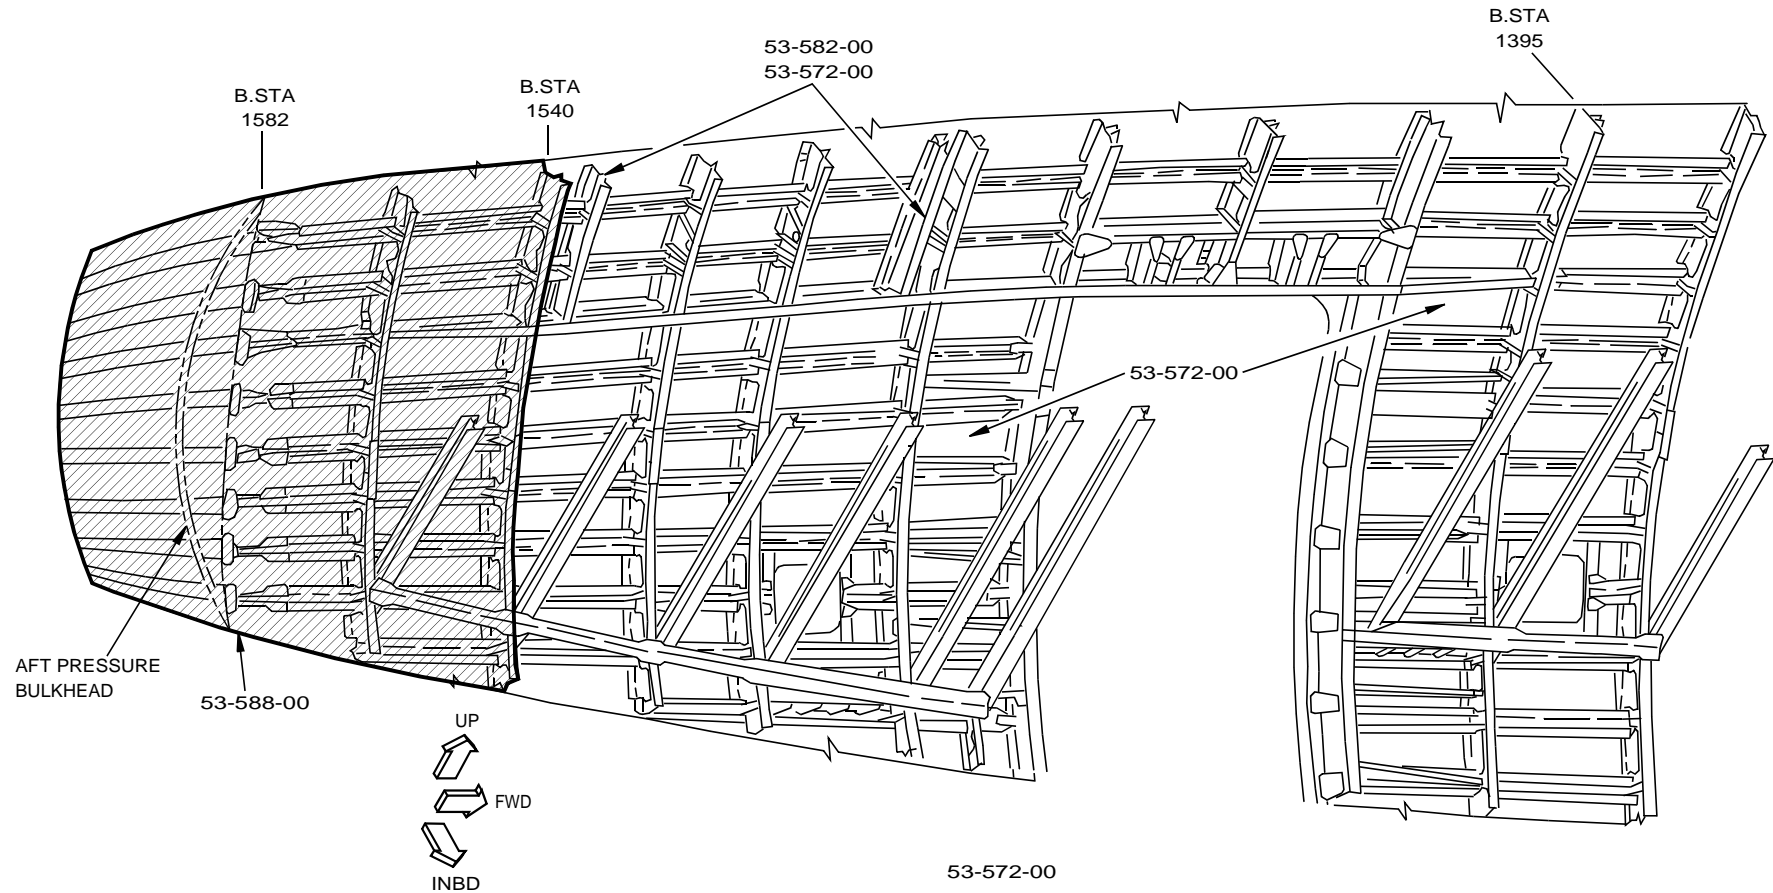 B.STA
1395
53-582-00
53-572-00
B.STA
1540
B.STA
1582
53-572-00
AFT PRESSURE
BULKHEAD
53-588-00
UP
FWD
INBD
53-572-00